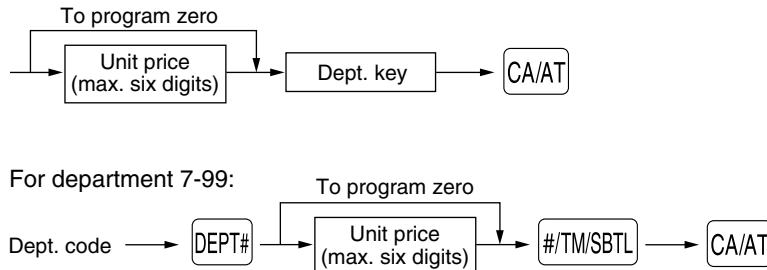 To program zero
Unit price
(max. six digits)
Dept. key
CA/AT
For department 7-99:
To program zero
Dept. code
DEPT#
Unit price
(max. six digits)
#/TM/SBTL
CA/AT